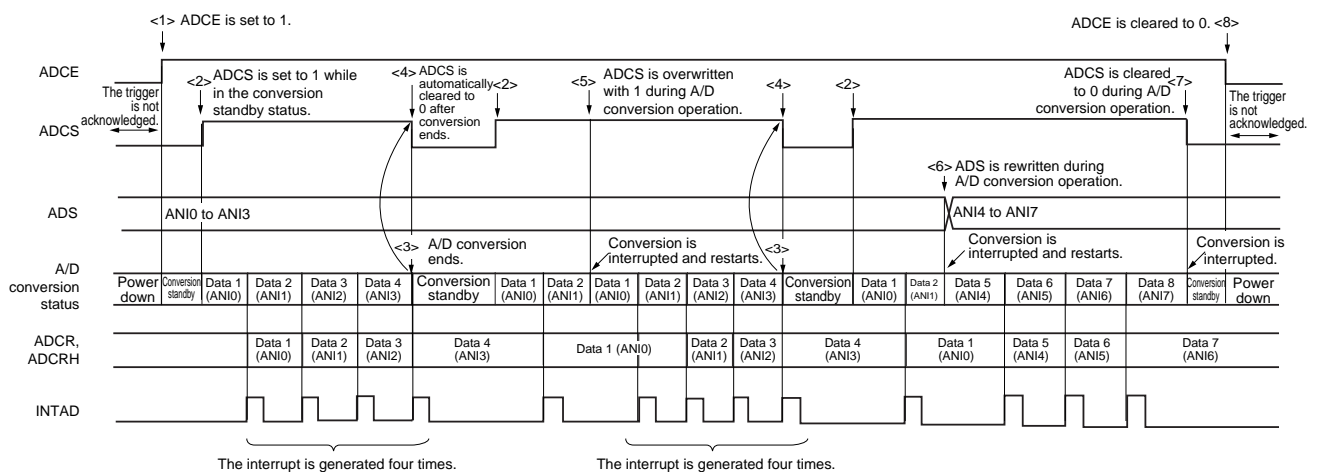 <1> ADCE is set to 1.
ADCE is cleared to 0. <8>
ADCE
The trigger
is not
acknowledged.
<2> ADCS is set to 1 while
in the conversion
standby status.
<4> ADCS is
automatically
cleared to
0 after
conversion
ends.
<2>
<5> ADCS is overwritten
with 1 during A/D
conversion operation.
<4>
<2>
ADCS is cleared <7>
to 0 during A/D
conversion operation.
The trigger
is not
acknowledged.
ADCS
<6> ADS is rewritten during
A/D conversion operation.
ADS
ANI0 to ANI3
ANI4 to ANI7
<3> A/D conversion
ends.
Conversion is
interrupted and restarts.
<3>
Conversion is
interrupted and restarts.
Conversion is
interrupted.
A/D
conversion
status
Power
down
Conversion
standby
Data 1
(ANI0)
Data 2
(ANI1)
Data 3
(ANI2)
Data 4
(ANI3)
Conversion
standby
Data 1
(ANI0)
Data 2
(ANI1)
Data 1
(ANI0)
Data 2
(ANI1)
Data 3
(ANI2)
Data 4
(ANI3)
Conversion
standby
Data 1
(ANI0)
Data 2
(ANI1)
Data 5
(ANI4)
Data 6
(ANI5)
Data 7
(ANI6)
Data 8
(ANI7)
Conversion
standby
Power
down
ADCR,
ADCRH
Data 1
(ANI0)
Data 2
(ANI1)
Data 3
(ANI2)
Data 4
(ANI3)
Data 1 (ANI0)
Data 2
(ANI1)
Data 3
(ANI2)
Data 4
(ANI3)
Data 1
(ANI0)
Data 5
(ANI4)
Data 6
(ANI5)
Data 7
(ANI6)
INTAD
The interrupt is generated four times.
The interrupt is generated four times.